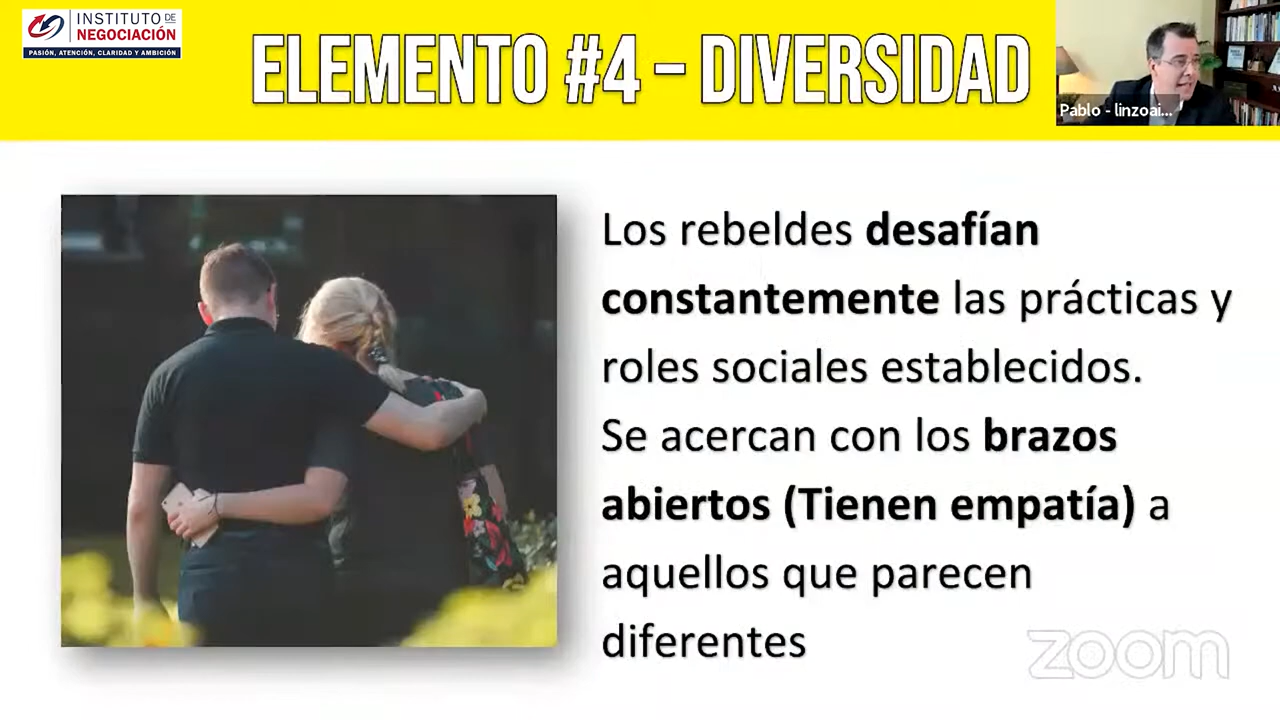 INSTITUTO DE
NEGOCIACIÓN
PASIÓN, ATENCIÓN, CLARIDAD Y AMBICIÓN
ELEMENTO #4 – DIVERSIDAD
Pablo - linzoai...
Los rebeldes desafían
constantemente las prácticas y
roles sociales establecidos.
Se acercan con los brazos
abiertos (Tienen empatía) a
aquellos que parecen
diferentes
zoom